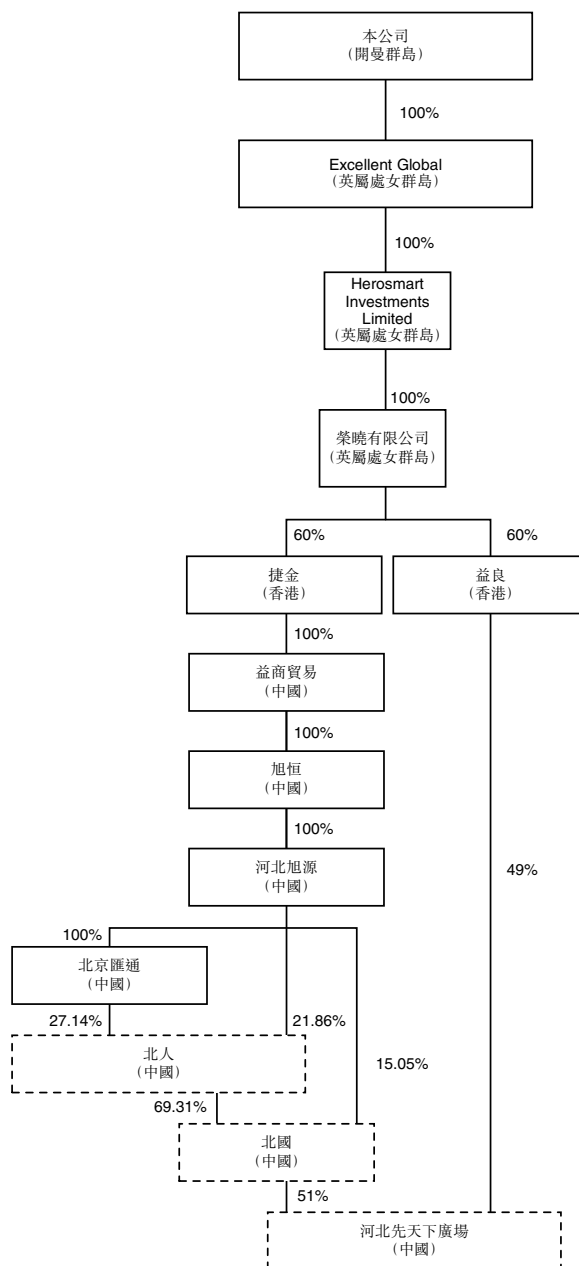 本公司
(開曼群島)
100%
Excellent Global
(英屬處女群島)
100%
Herosmart
Investments
Limited
(英屬處女群島)
100%
榮曉有限公司
(英屬處女群島)
60%
60%
捷金
(香港)
益良
(香港)
100%
益商貿易
(中國)
100%
旭恒
(中國)
100%
河北旭源
(中國)
49%
100%
北京匯通
(中國)
27.14%
21.86%
北人
(中國)
15.05%
69.31%
北國
(中國)
51%
河北先天下廣場
(中國)